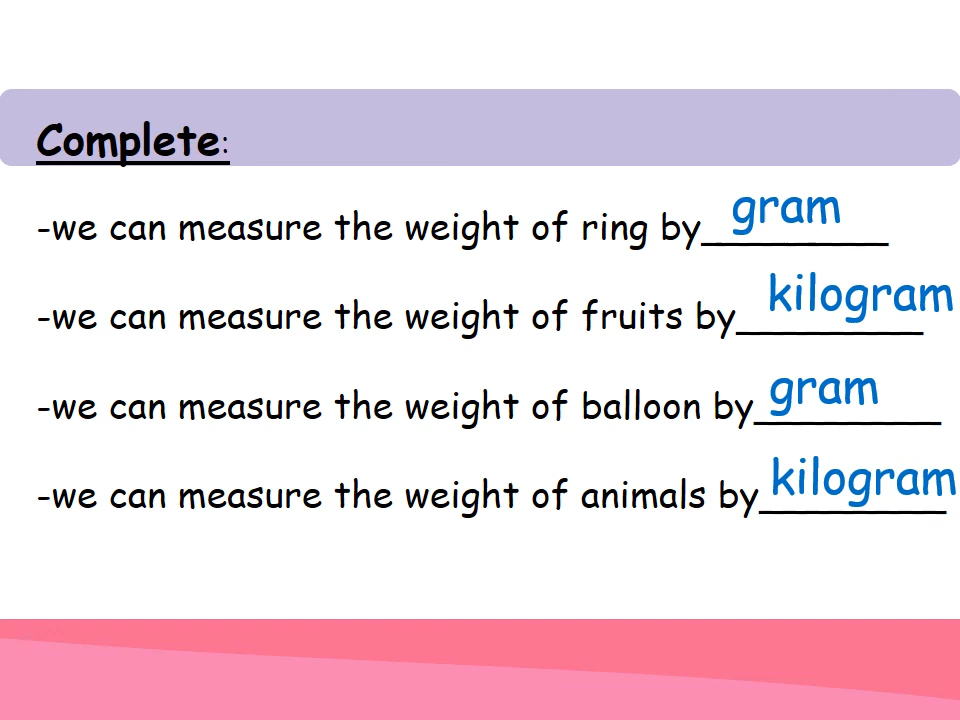 Complete:
-we can measure the weight of ring by________ gram
-we can measure the weight of fruits by________ kilogram
-we can measure the weight of balloon by________ gram
-we can measure the weight of animals by________ kilogram